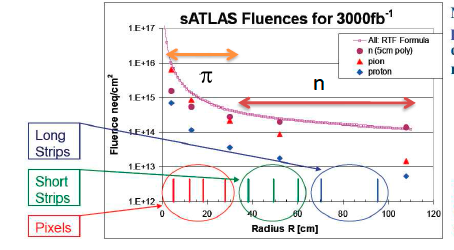 sATLAS Fluences for 3000fb-1
1.E+17
1.E+16
1.E+15
1.E+14
1.E+13
1.E+12
Fluence neq/cm2
All: RTF Formula
n (5cm poly)
pion
proton
π
n
Long
Strips
Short
Strips
Pixels
0
20
40
60
80
100
120
Radius R [cm]